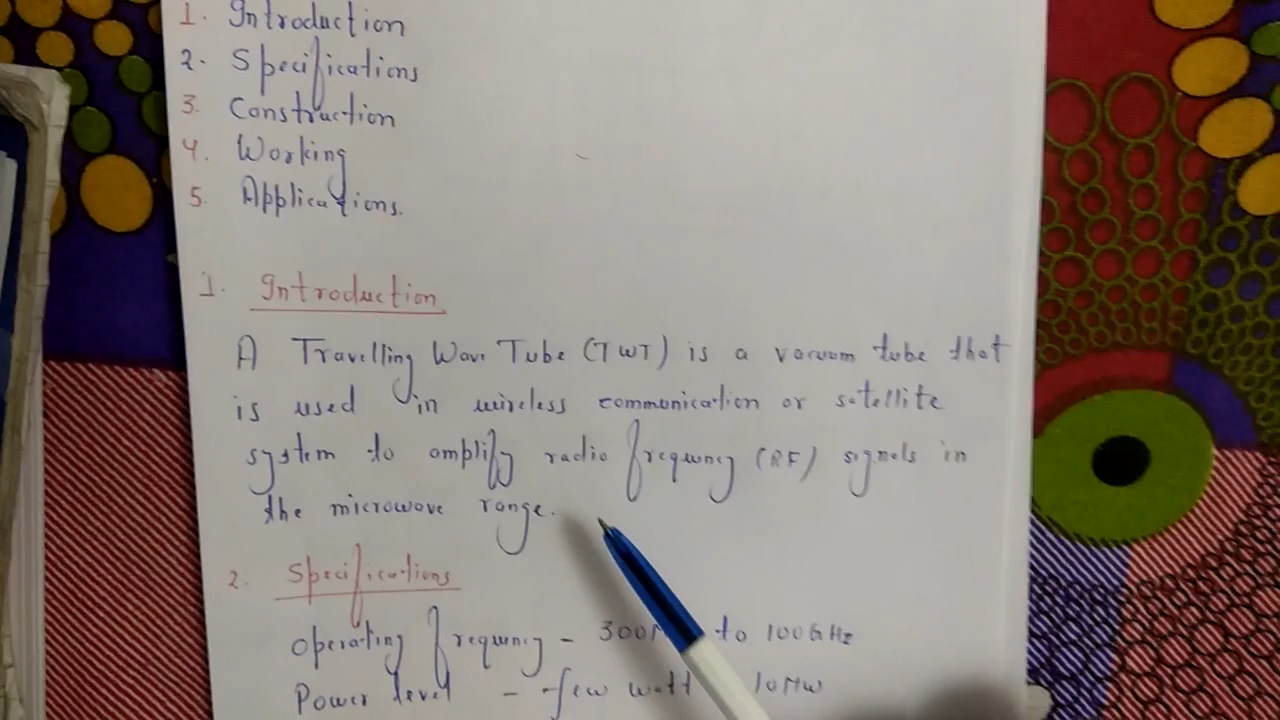 1. Introduction
2. Specifications
3. Construction
4. Working
5. Applications.
1. Introduction
A Travelling Wave Tube (TWT) is a vacuum tube that
is used in wireless communication or satellite
system to amplify radio frequency (RF) signals in
the microwave range.
2. Specifications
Operating frequency - 300 to 100GHz
Power level - few watt 10MW